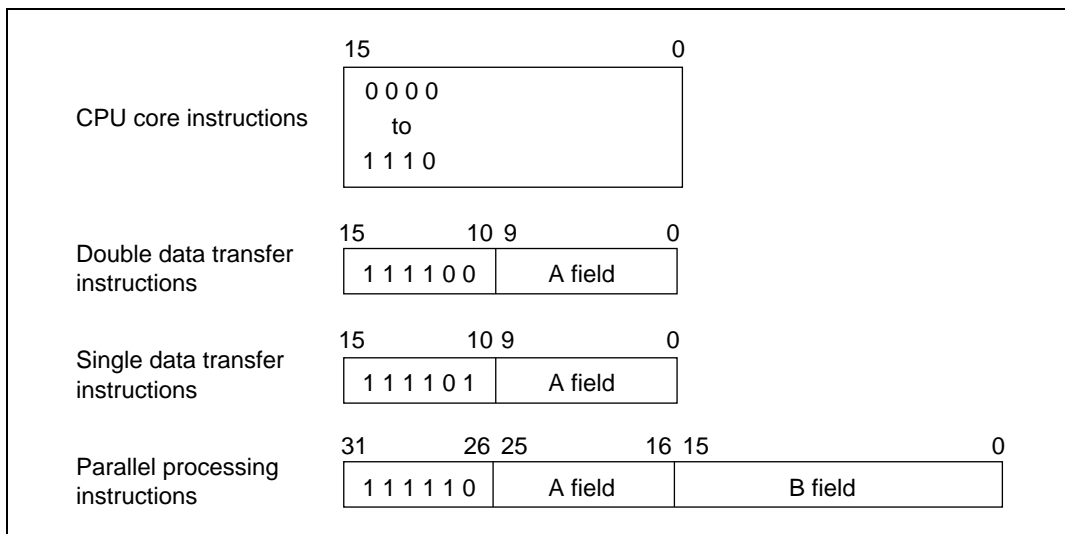 15 0
CPU core instructions
0 0 0 0
to
1 1 1 0
15 10 9 0
Double data transfer
instructions
1 1 1 1 0 0 A field
15 10 9 0
Single data transfer
instructions
1 1 1 1 0 1 A field
31 26 25 16 15 0
Parallel processing
instructions
1 1 1 1 1 0 A field B field